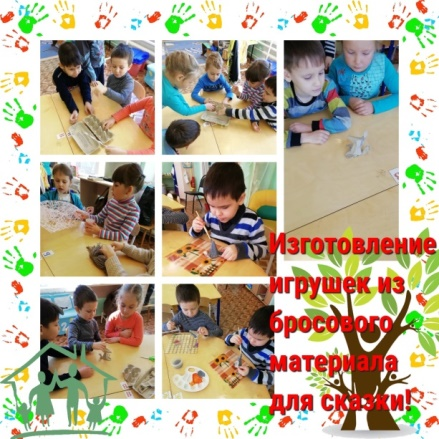 Изготовление
игрушек из
бросового
материала
для сказки!